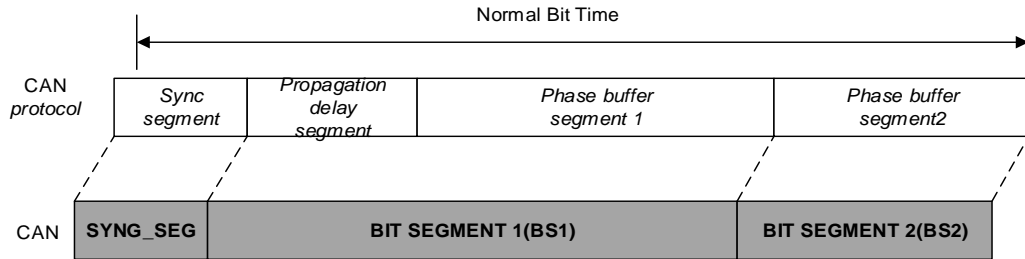 Normal Bit Time
CAN
protocol
Sync
segment
Propagation
delay
segment
Phase buffer
segment 1
Phase buffer
segment2
CAN
SYNG_SEG
BIT SEGMENT 1(BS1)
BIT SEGMENT 2(BS2)